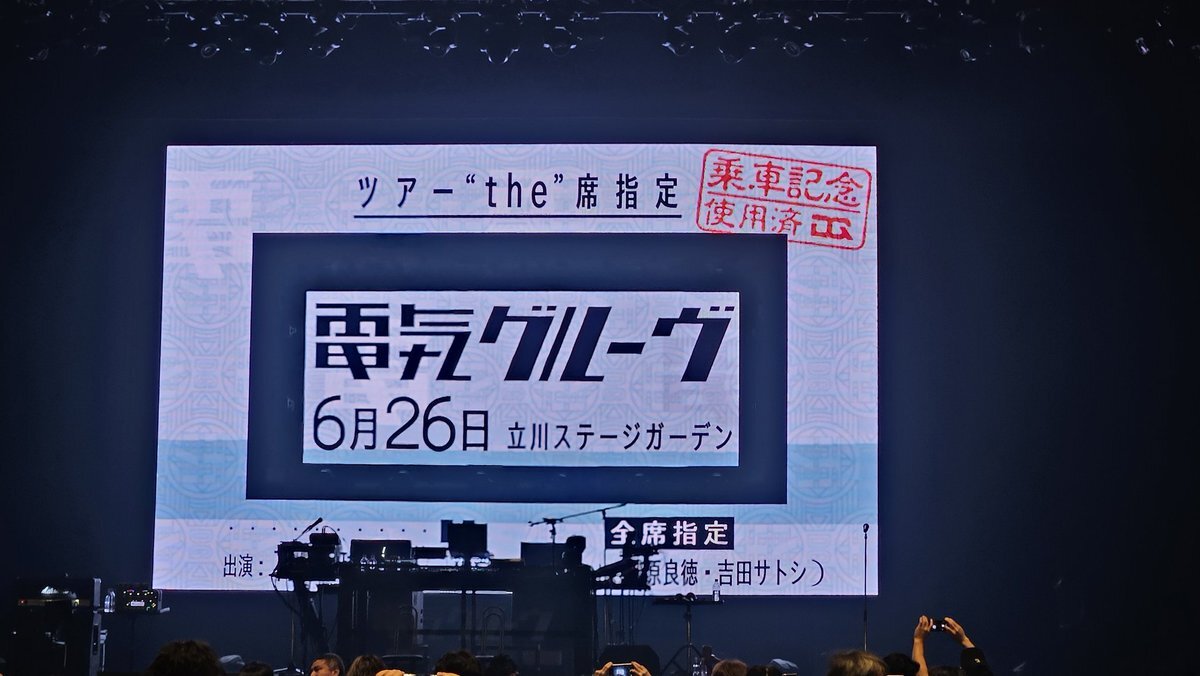 ツアー“the”席指定
乗車記念
使用済 DG
電気グルーヴ
6月26日 立川ステージガーデン
全席指定
出演：
原良徳・吉田サトシ）